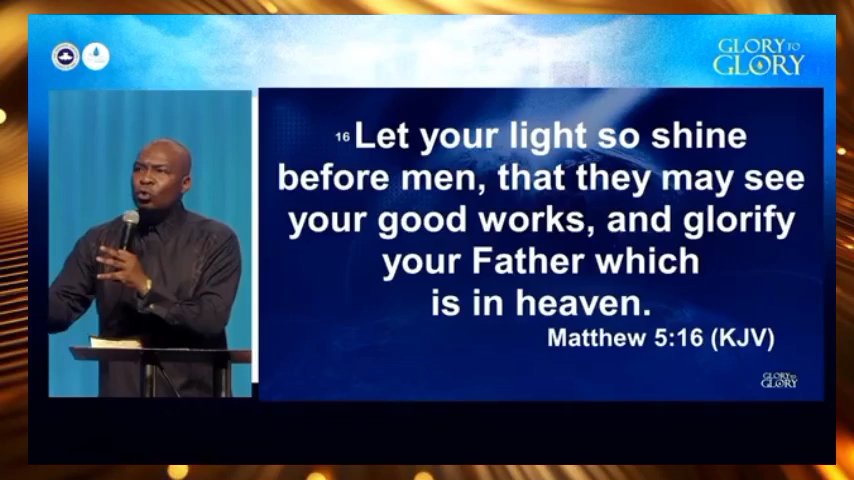 GLORY TO
GLORY
16 Let your light so shine
before men, that they may see
your good works, and glorify
your Father which
is in heaven.
Matthew 5:16 (KJV)
GLORY TO
GLORY